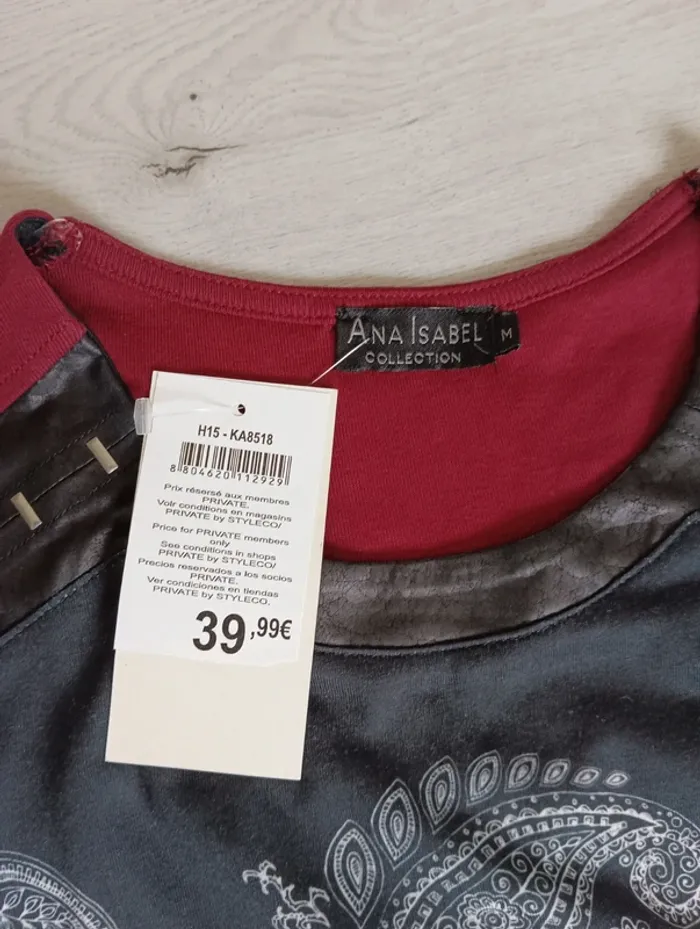 ANA ISABEL
COLLECTION
M
H15 - KA8518
8 804620 112929
Prix résersé aux membres
PRIVATE.
Voir conditions en magasins
PRIVATE by STYLECO/
Price for PRIVATE members
only
See conditions in shops
PRIVATE by STYLECO/
Precios reservados a los socios
PRIVATE.
Ver condiciones en tiendas
PRIVATE by STYLECO.
39,99€